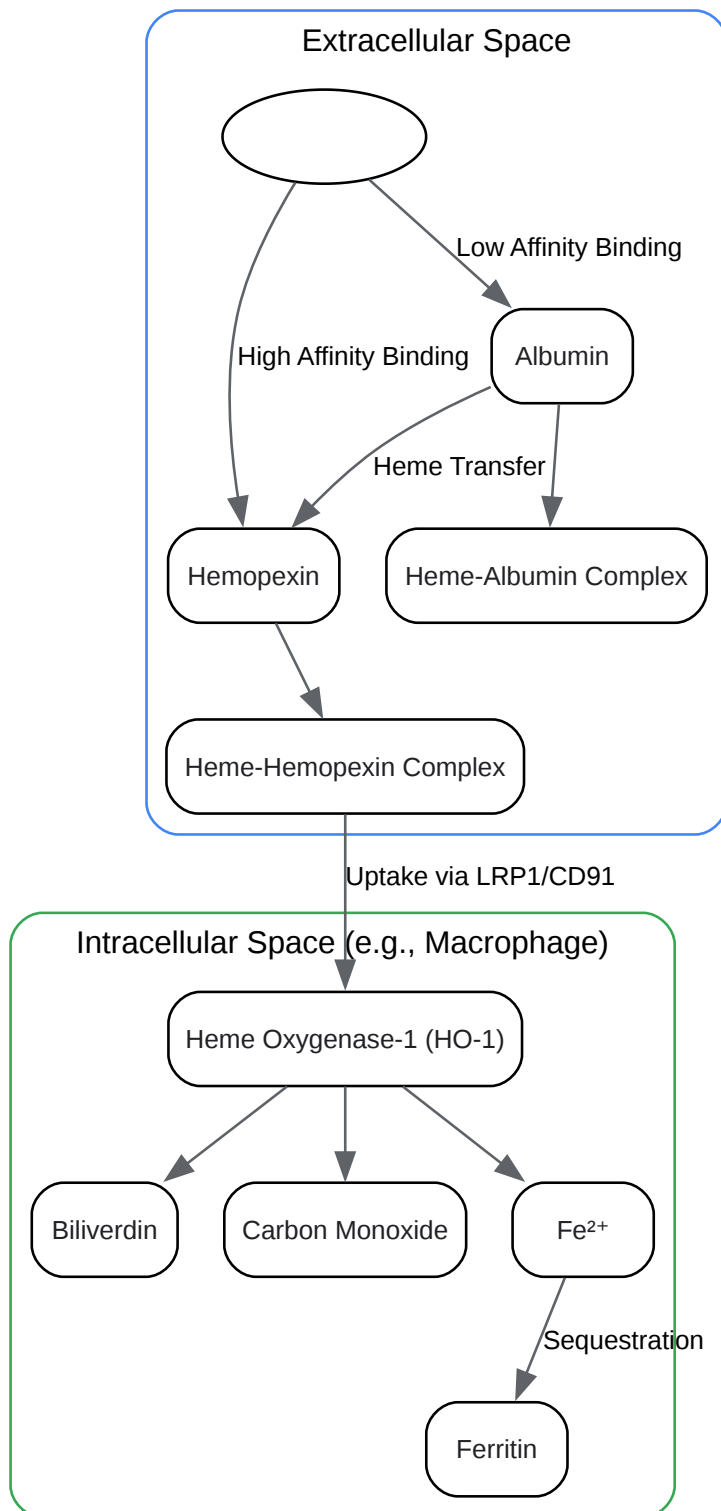 Extracellular Space
Low Affinity Binding
High Affinity Binding
Albumin
Heme Transfer
Hemopexin
Heme-Albumin Complex
Heme-Hemopexin Complex
Uptake via LRP1/CD91
Intracellular Space (e.g., Macrophage)
Heme Oxygenase-1 (HO-1)
Biliverdin
Carbon Monoxide
Fe²⁺
Sequestration
Ferritin